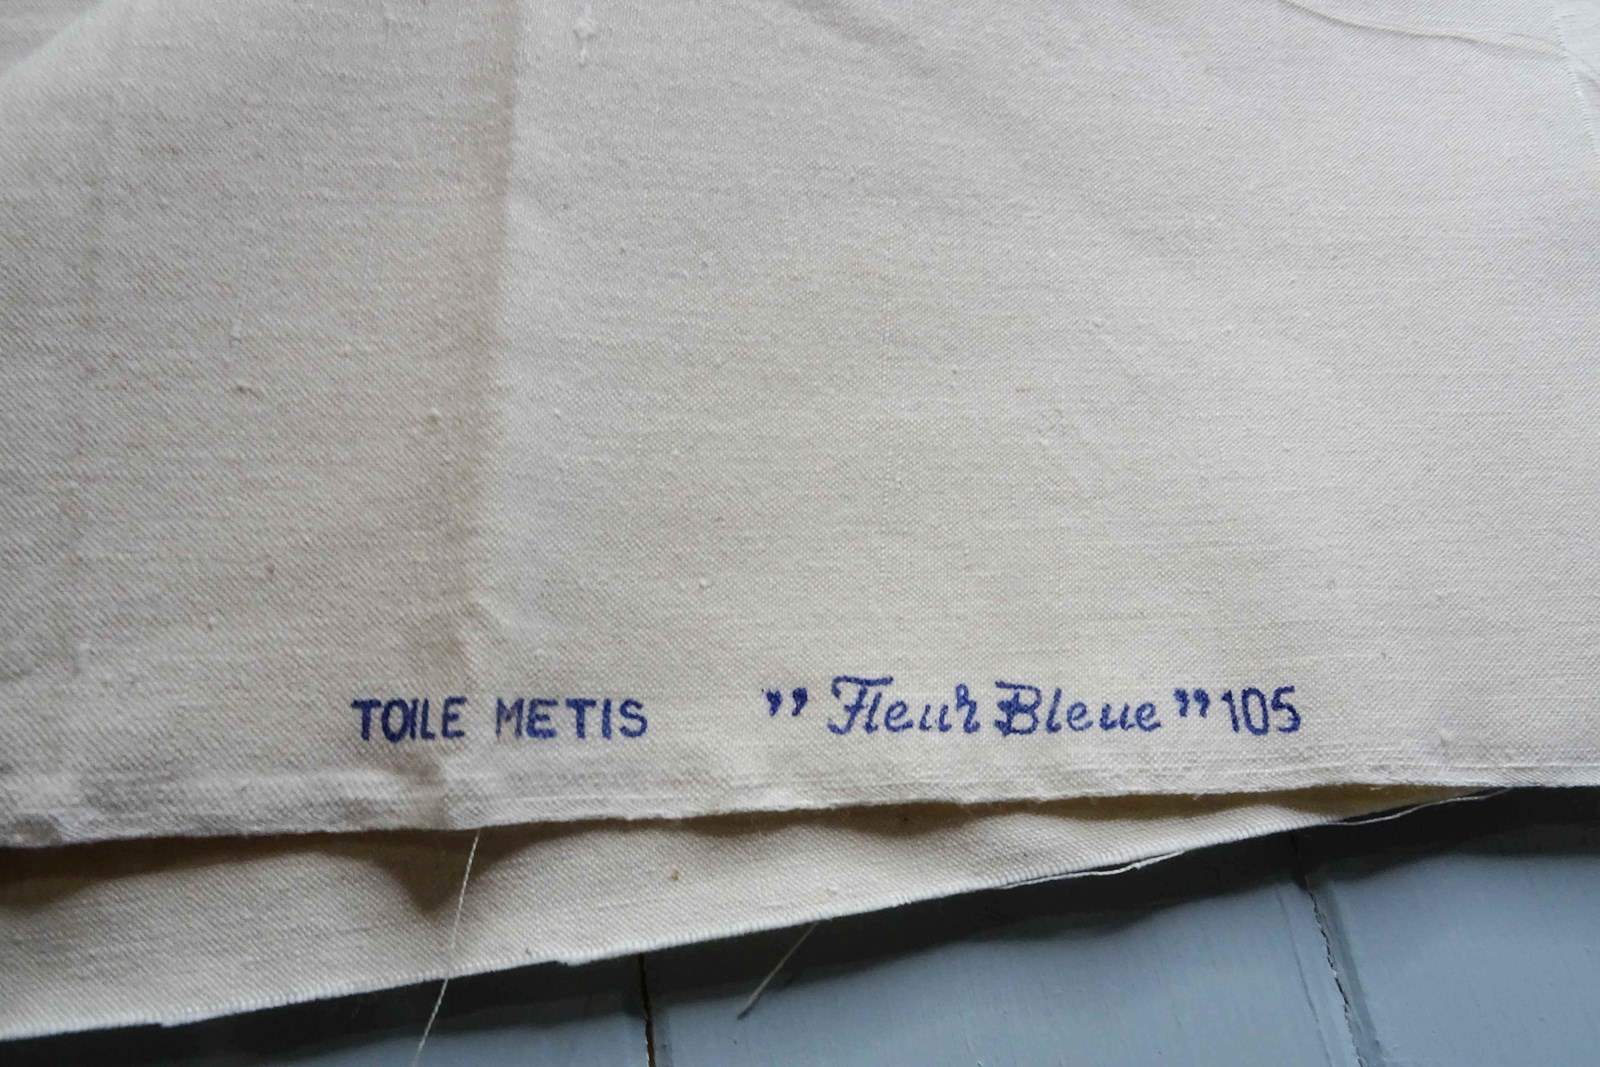 TOILE METIS ” Fleur Bleue ” 105